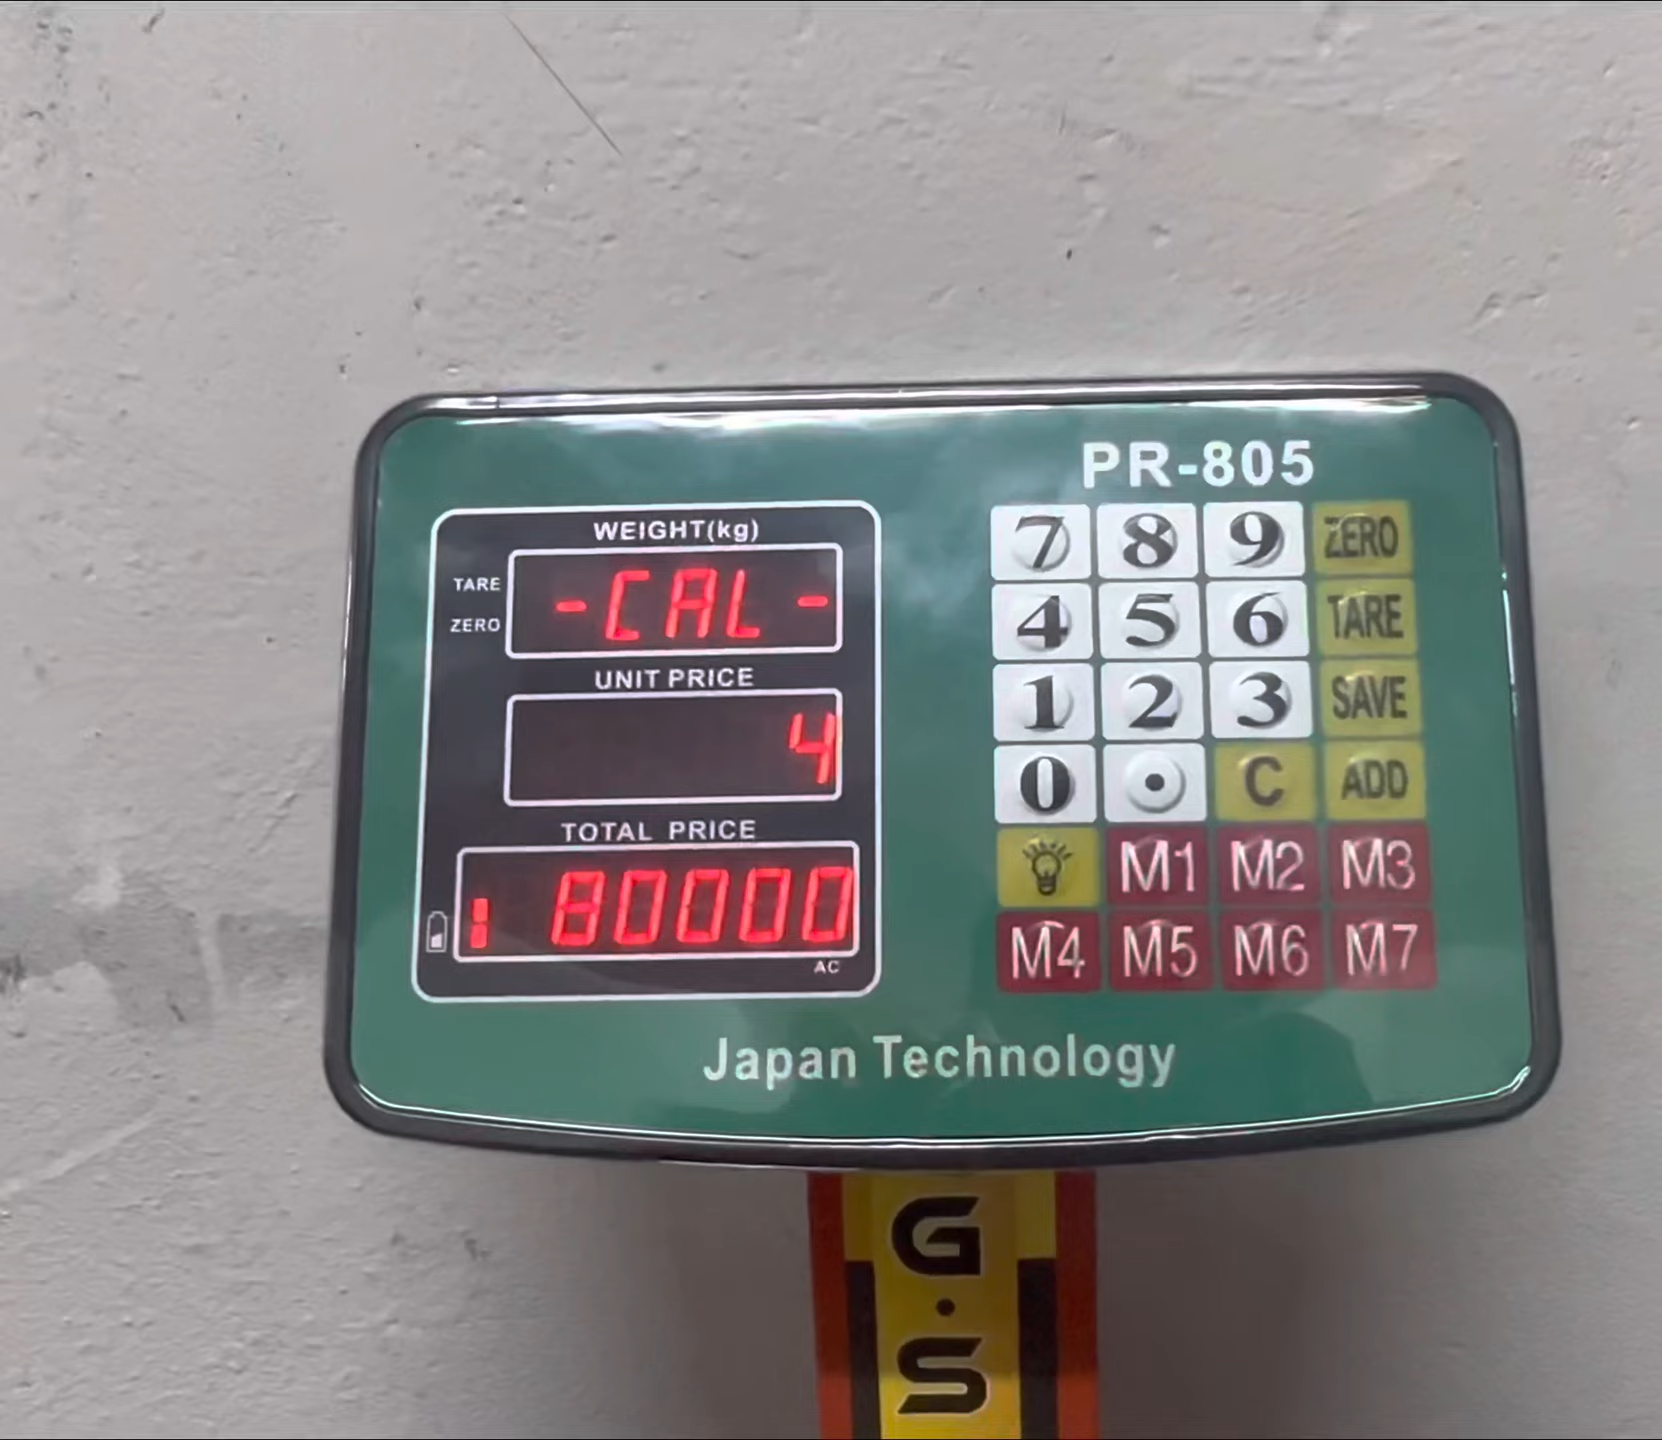 PR-805
WEIGHT(kg)
TARE
ZERO
-CAL-
UNIT PRICE
4
TOTAL PRICE
80000
AC
7 8 9 ZERO
4 5 6 TARE
1 2 3 SAVE
0 . C ADD
M1 M2 M3
M4 M5 M6 M7
Japan Technology
G.S